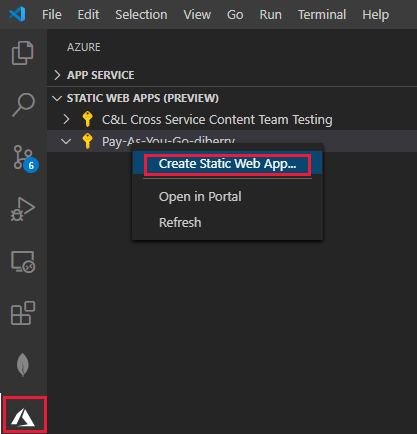 File Edit Selection View Go Run Terminal Help
AZURE
APP SERVICE
STATIC WEB APPS (PREVIEW)
C&L Cross Service Content Team Testing
Pay-As-You-Go-diberry
Create Static Web App...
Open in Portal
Refresh
6